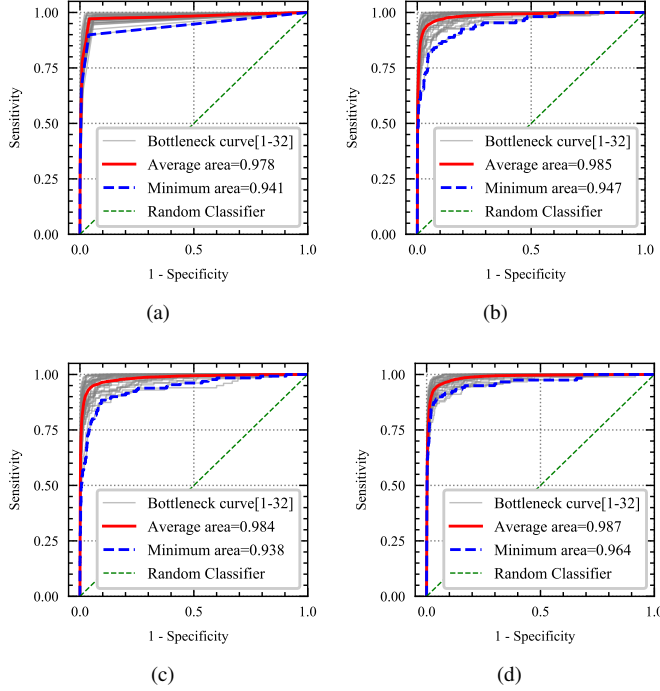 1.00
0.75
0.50
0.25
0.00
Sensitivity
Bottleneck curve[1-32]
Average area=0.978
Minimum area=0.941
Random Classifier
0.0
0.5
1.0
1 - Specificity
(a)
1.00
0.75
0.50
0.25
0.00
Sensitivity
Bottleneck curve[1-32]
Average area=0.985
Minimum area=0.947
Random Classifier
0.0
0.5
1.0
1 - Specificity
(b)
1.00
0.75
0.50
0.25
0.00
Sensitivity
Bottleneck curve[1-32]
Average area=0.984
Minimum area=0.938
Random Classifier
0.0
0.5
1.0
1 - Specificity
(c)
1.00
0.75
0.50
0.25
0.00
Sensitivity
Bottleneck curve[1-32]
Average area=0.987
Minimum area=0.964
Random Classifier
0.0
0.5
1.0
1 - Specificity
(d)